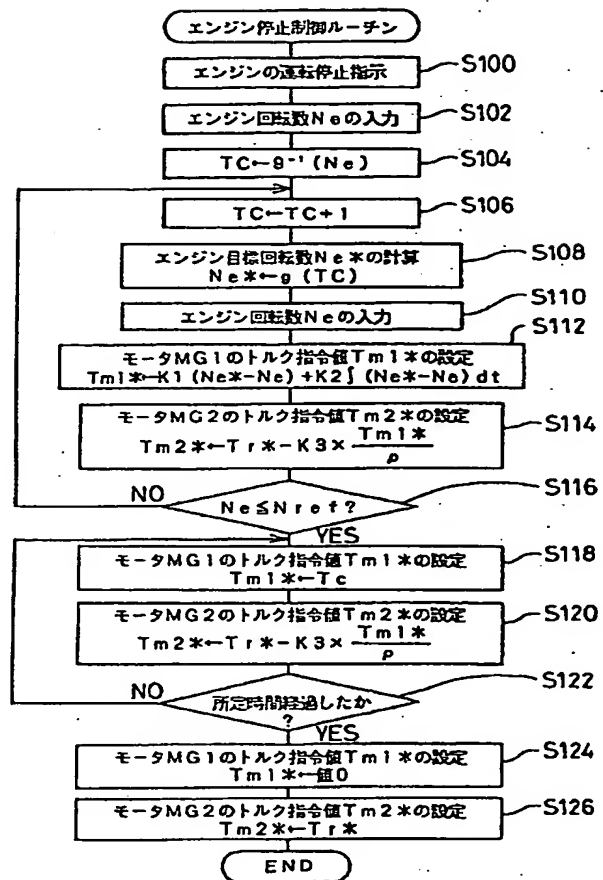 エンジン停止制御ルーチン
エンジンの運転停止指示
S100
エンジン回転数Neの入力
S102
TC←g⁻¹(Ne)
S104
TC←TC+1
S106
エンジン目標回転数Ne*の計算
Ne*←g(TC)
S108
エンジン回転数Neの入力
S110
モータMG1のトルク指令値Tm1*の設定
Tm1*←K1(Ne*-Ne)+K2∫(Ne*-Ne)dt
S112
モータMG2のトルク指令値Tm2*の設定
Tm2*←Tr*-K3×Tm1*/ρ
S114
NO
Ne≦Nref?
S116
YES
モータMG1のトルク指令値Tm1*の設定
Tm1*←Tc
S118
モータMG2のトルク指令値Tm2*の設定
Tm2*←Tr*-K3×Tm1*/ρ
S120
NO
所定時間経過したか
?
S122
YES
モータMG1のトルク指令値Tm1*の設定
Tm1*←値0
S124
モータMG2のトルク指令値Tm2*の設定
Tm2*←Tr*
S126
END